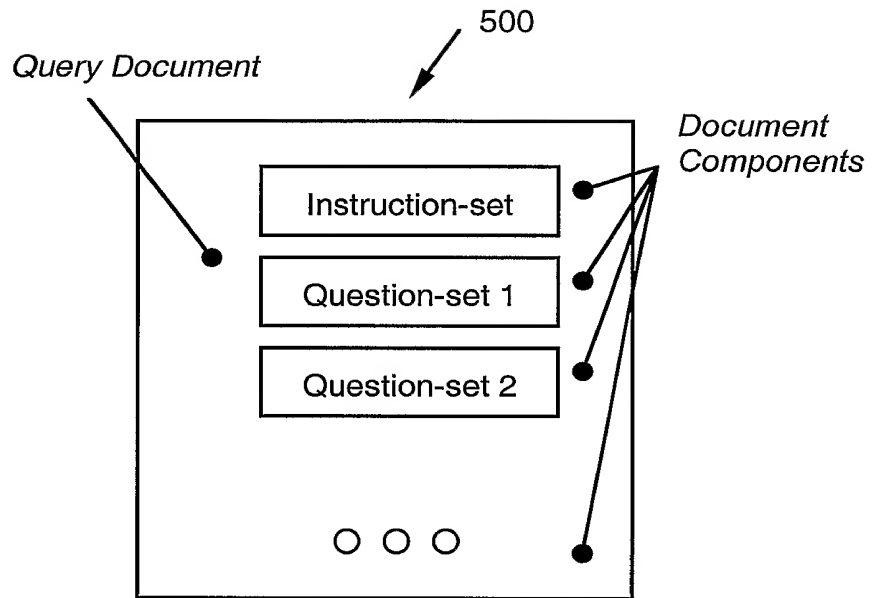 500
Query Document
Document
Components
Instruction-set
Question-set 1
Question-set 2